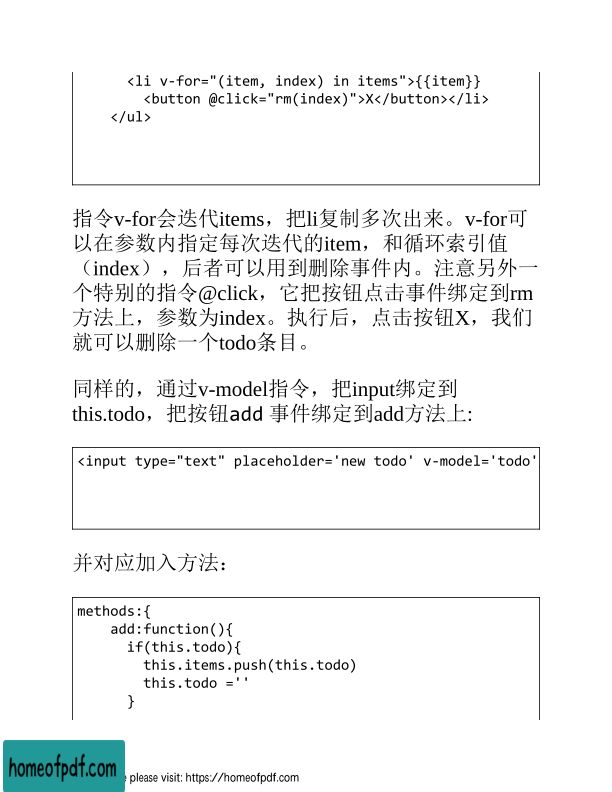 <li v-for="(item, index) in items">{{item}}
<button @click="rm(index)">X</button></li>
</ul>
指令v-for会迭代items，把li复制多次出来。v-for可
以在参数内指定每次迭代的item，和循环索引值
（index），后者可以用到删除事件内。注意另外一
个特别的指令@click，它把按钮点击事件绑定到rm
方法上，参数为index。执行后，点击按钮X，我们
就可以删除一个todo条目。
同样的，通过v-model指令，把input绑定到
this.todo，把按钮add 事件绑定到add方法上:
<input type="text" placeholder='new todo' v-model='todo'
并对应加入方法：
methods:{
add:function(){
if(this.todo){
this.items.push(this.todo)
this.todo =''
}
homeofpdf.com
please visit: https://homeofpdf.com